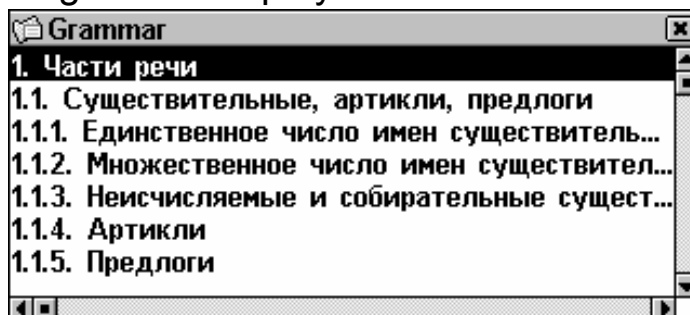 Grammar
1. Части речи
1.1. Существительные, артикли, предлоги
1.1.1. Единственное число имен существитель...
1.1.2. Множественное число имен существител...
1.1.3. Неисчисляемые и собирательные сущест...
1.1.4. Артикли
1.1.5. Предлоги